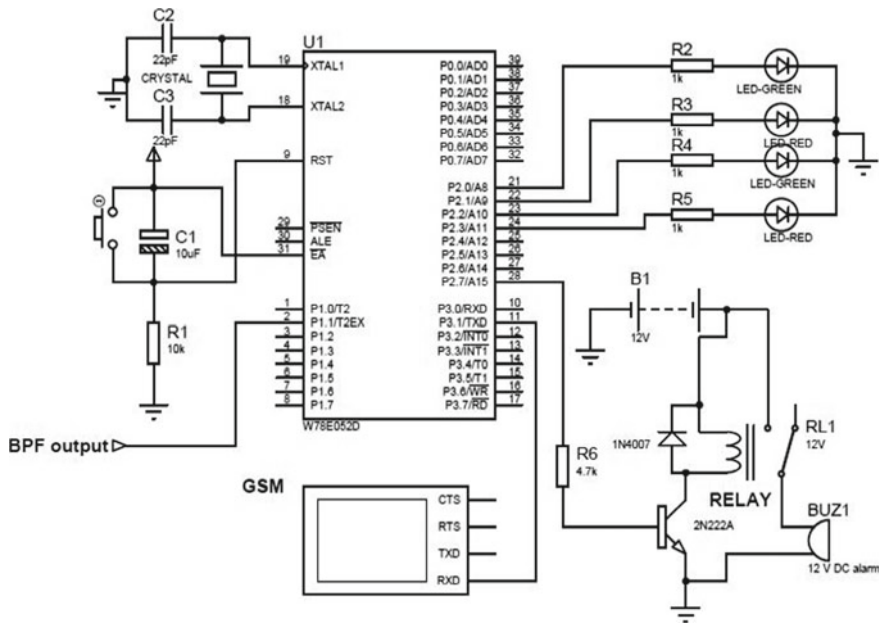 C2
22pF
CRYSTAL
C3
22pF
C1
10uF
R1
10k
BPF output
U1
19 XTAL1
18 XTAL2
9 RST
29 PSEN
30 ALE
31 EA
1 P1.0/T2
2 P1.1/T2EX
3 P1.2
4 P1.3
5 P1.4
6 P1.5
7 P1.6
8 P1.7
P0.0/AD0 39
P0.1/AD1 38
P0.2/AD2 37
P0.3/AD3 36
P0.4/AD4 35
P0.5/AD5 34
P0.6/AD6 33
P0.7/AD7 32
P2.0/A8 21
P2.1/A9 22
P2.2/A10 23
P2.3/A11 24
P2.4/A12 25
P2.5/A13 26
P2.6/A14 27
P2.7/A15 28
P3.0/RXD 10
P3.1/TXD 11
P3.2/INT0 12
P3.3/INT1 13
P3.4/T0 14
P3.5/T1 15
P3.6/WR 16
P3.7/RD 17
W78E052D
R2
1k
LED-GREEN
R3
1k
LED-RED
R4
1k
LED-GREEN
R5
1k
LED-RED
B1
12V
1N4007
R6
4.7k
RELAY
2N222A
RL1
12V
BUZ1
12 V DC alarm
GSM
CTS
RTS
TXD
RXD